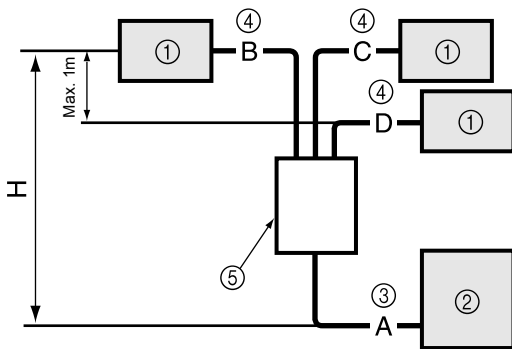 ④ ④
① B C ①
Max. 1m
④
D ①
H
⑤
③
A ②